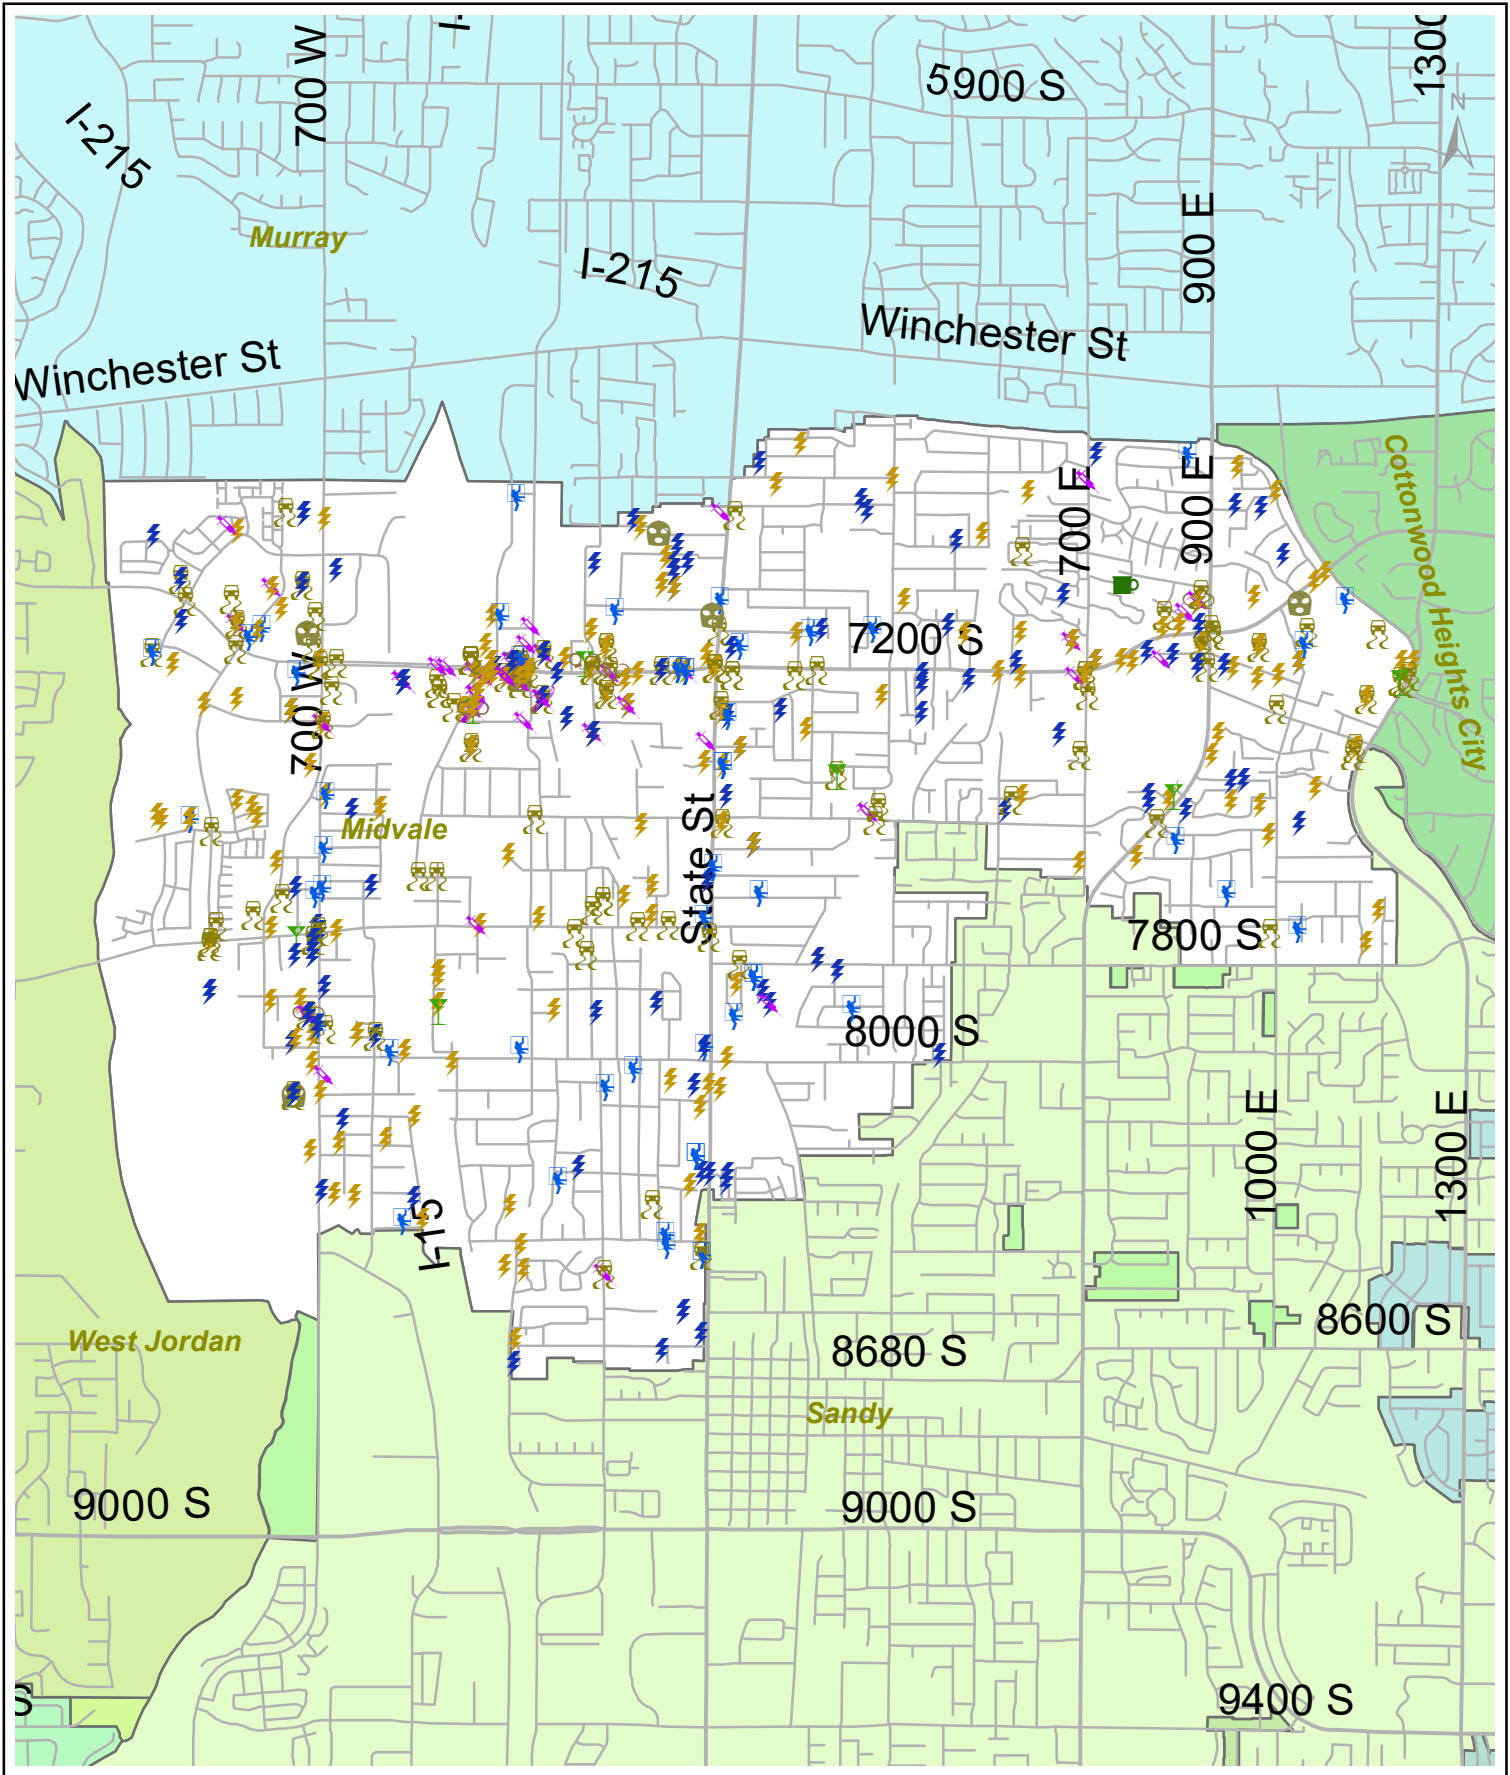 700 W
I-
5900 S
1300
N
I-215
Murray
900 E
I-215
Winchester St
Winchester St
Cottonwood Heights City
700 E
900 E
7200 S
700 W
State St
Midvale
7800 S
8000 S
1000 E
1300 E
I-15
West Jordan
8600 S
8680 S
Sandy
9000 S
9000 S
S
9400 S